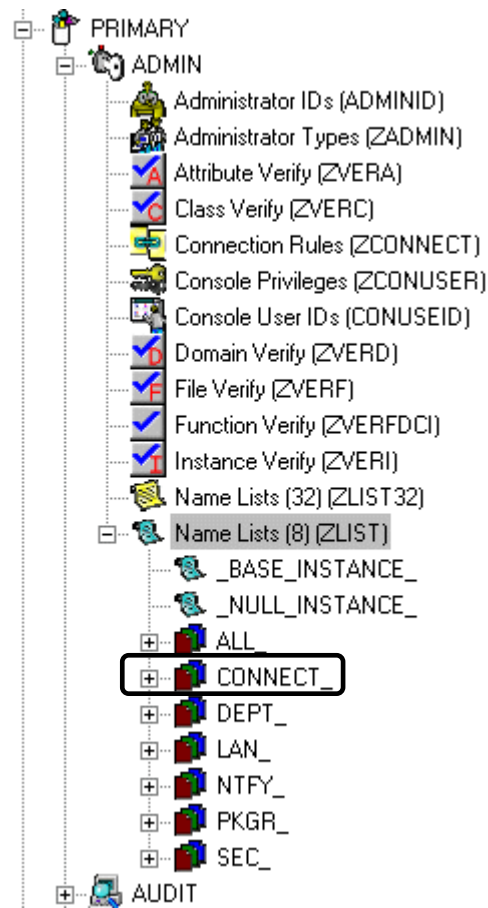 PRIMARY
ADMIN
Administrator IDs (ADMINID)
Administrator Types (ZADMIN)
Attribute Verify (ZVERA)
Class Verify (ZVERC)
Connection Rules (ZCONNECT)
Console Privileges (ZCONUSER)
Console User IDs (CONUSEID)
Domain Verify (ZVERD)
File Verify (ZVERF)
Function Verify (ZVERFDCI)
Instance Verify (ZVERI)
Name Lists (32) (ZLIST32)
Name Lists (8) (ZLIST)
_BASE_INSTANCE_
_NULL_INSTANCE_
ALL_
CONNECT_
DEPT_
LAN_
NTFY_
PKGR_
SEC_
AUDIT